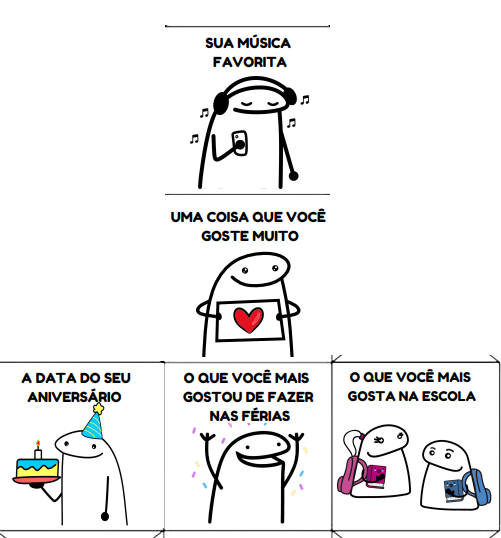 SUA MÚSICA
FAVORITA
UMA COISA QUE VOCÊ
GOSTE MUITO
A DATA DO SEU
ANIVERSÁRIO
O QUE VOCÊ MAIS
GOSTOU DE FAZER
NAS FÉRIAS
O QUE VOCÊ MAIS
GOSTA NA ESCOLA